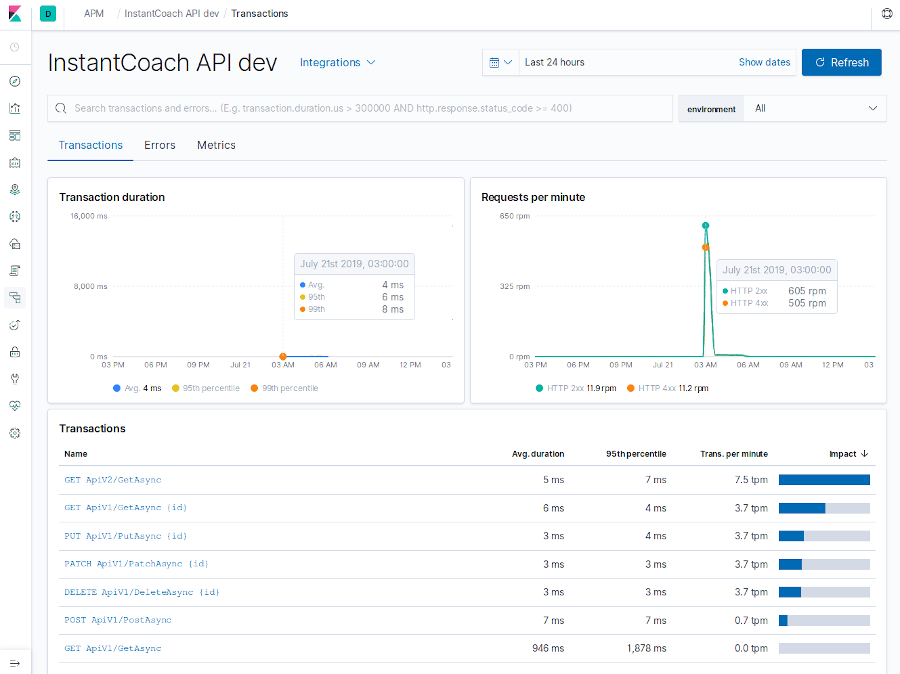 D APM / InstantCoach API dev / Transactions
InstantCoach API dev Integrations
Last 24 hours Show dates Refresh
Search transactions and errors... (E.g. transaction.duration.us > 300000 AND http.response.status_code >= 400)
environment All
Transactions Errors Metrics
Transaction duration
16,000 ms
8,000 ms
0 ms
July 21st 2019, 03:00:00
Avg. 4 ms
95th 6 ms
99th 8 ms
03 PM 06 PM 09 PM Jul 21 03 AM 06 AM 09 AM 12 PM 03
Avg. 4 ms 95th percentile 99th percentile
Requests per minute
650 rpm
325 rpm
0 rpm
July 21st 2019, 03:00:00
HTTP 2xx 605 rpm
HTTP 4xx 505 rpm
03 PM 06 PM 09 PM Jul 21 03 AM 06 AM 09 AM 12 PM 03
HTTP 2xx 11.9 rpm HTTP 4xx 11.2 rpm
Transactions
Name Avg. duration 95th percentile Trans. per minute Impact
GET ApiV2/GetAsync 5 ms 7 ms 7.5 tpm
GET ApiV1/GetAsync {id} 6 ms 4 ms 3.7 tpm
PUT ApiV1/PutAsync {id} 3 ms 4 ms 3.7 tpm
PATCH ApiV1/PatchAsync {id} 3 ms 3 ms 3.7 tpm
DELETE ApiV1/DeleteAsync {id} 3 ms 3 ms 3.7 tpm
POST ApiV1/PostAsync 7 ms 7 ms 0.7 tpm
GET ApiV1/GetAsync 946 ms 1,878 ms 0.0 tpm